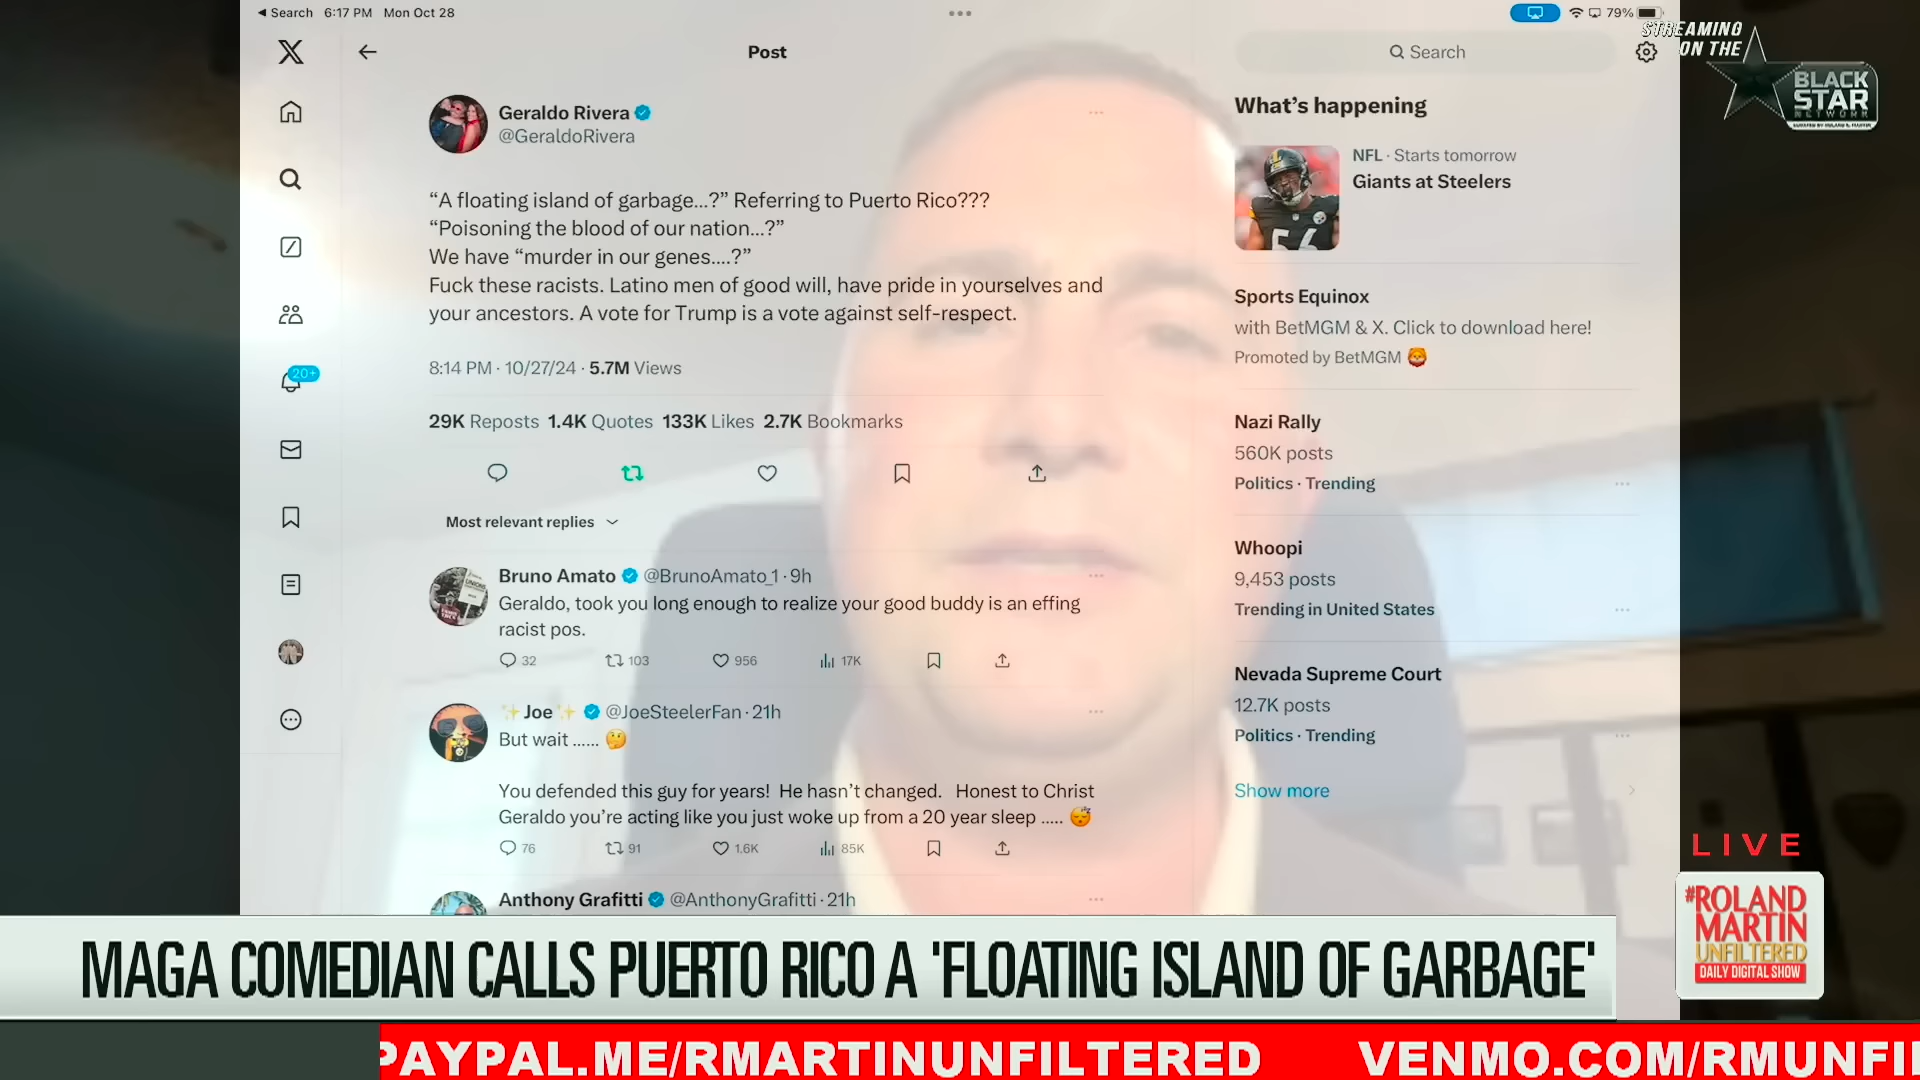 Search 6:17 PM Mon Oct 28
79%
STREAMING
ON THE
BLACK
STAR
NETWORK
Post
Search
Geraldo Rivera
@GeraldoRivera
“A floating island of garbage...?” Referring to Puerto Rico???
“Poisoning the blood of our nation...?”
We have “murder in our genes....?”
Fuck these racists. Latino men of good will, have pride in yourselves and
your ancestors. A vote for Trump is a vote against self-respect.
8:14 PM · 10/27/24 · 5.7M Views
29K Reposts 1.4K Quotes 133K Likes 2.7K Bookmarks
20+
Most relevant replies
Bruno Amato @BrunoAmato_1 · 9h
Geraldo, took you long enough to realize your good buddy is an effing
racist pos.
32 103 956 17K
✨Joe✨ @JoeSteelerFan · 21h
But wait ...... 🤔
You defended this guy for years! He hasn’t changed. Honest to Christ
Geraldo you’re acting like you just woke up from a 20 year sleep ..... 😴
76 91 1.6K 85K
Anthony Grafitti @AnthonyGrafitti · 21h
What’s happening
NFL · Starts tomorrow
Giants at Steelers
56
Sports Equinox
with BetMGM & X. Click to download here!
Promoted by BetMGM
Nazi Rally
560K posts
Politics · Trending
Whoopi
9,453 posts
Trending in United States
Nevada Supreme Court
12.7K posts
Politics · Trending
Show more
LIVE
#ROLAND
MARTIN
UNFILTERED
DAILY DIGITAL SHOW
MAGA COMEDIAN CALLS PUERTO RICO A 'FLOATING ISLAND OF GARBAGE'
PAYPAL.ME/RMARTINUNFILTERED VENMO.COM/RMUNFI